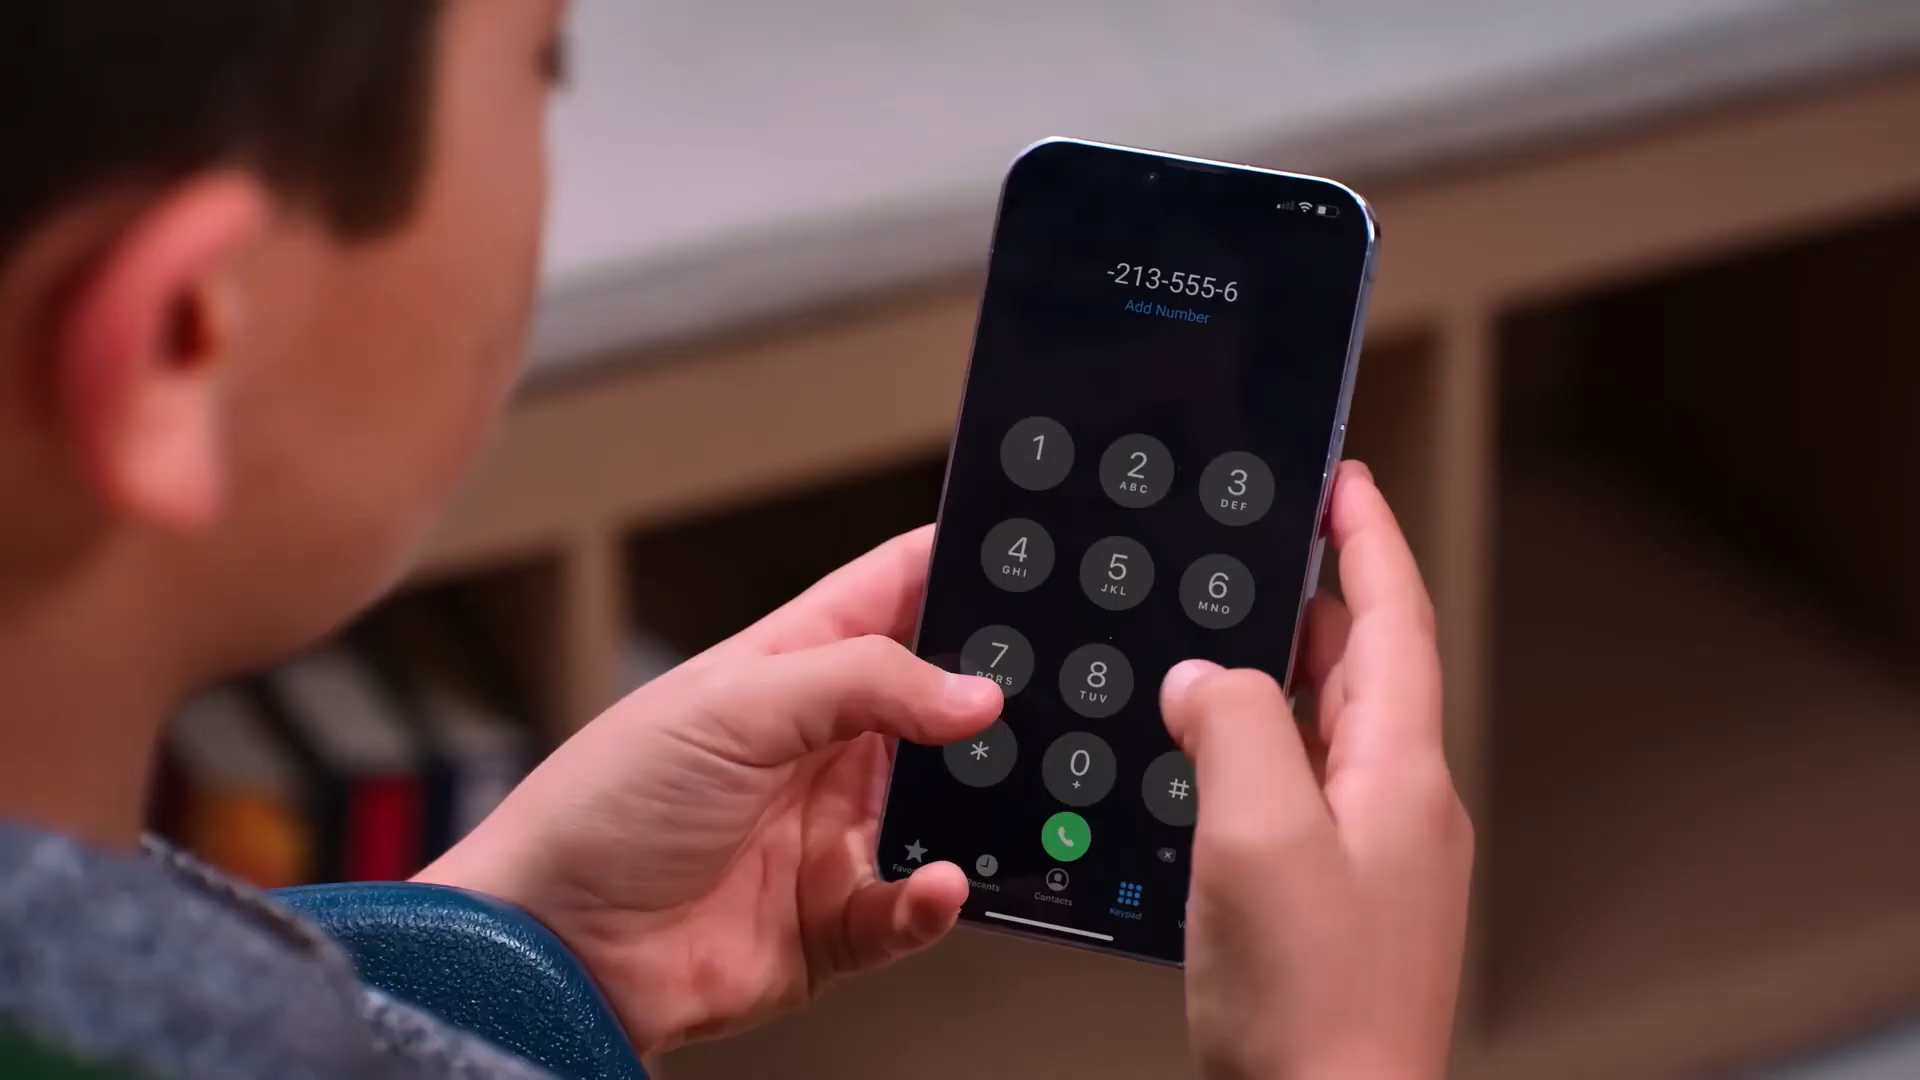 -213-555-6
Add Number
1
2
ABC
3
DEF
4
GHI
5
JKL
6
MNO
7
PQRS
8
TUV
*
0
+
#
Recents
Contacts
Keypad